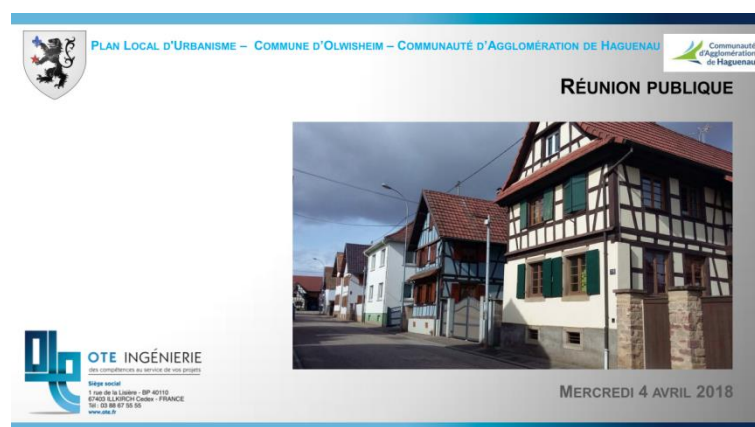 PLAN LOCAL D'URBANISME – COMMUNE D'OLWISHEIM – COMMUNAUTÉ D'AGGLOMÉRATION DE HAGUENAU
Communauté
d'Agglomération
de Haguenau
RÉUNION PUBLIQUE
OTE INGÉNIERIE
des compétences au service de vos projets
Siège social
1 rue de la Lisière - BP 40110
67403 ILLKIRCH Cedex - FRANCE
Tél : 03 88 67 55 55
www.ote.fr
MERCREDI 4 AVRIL 2018